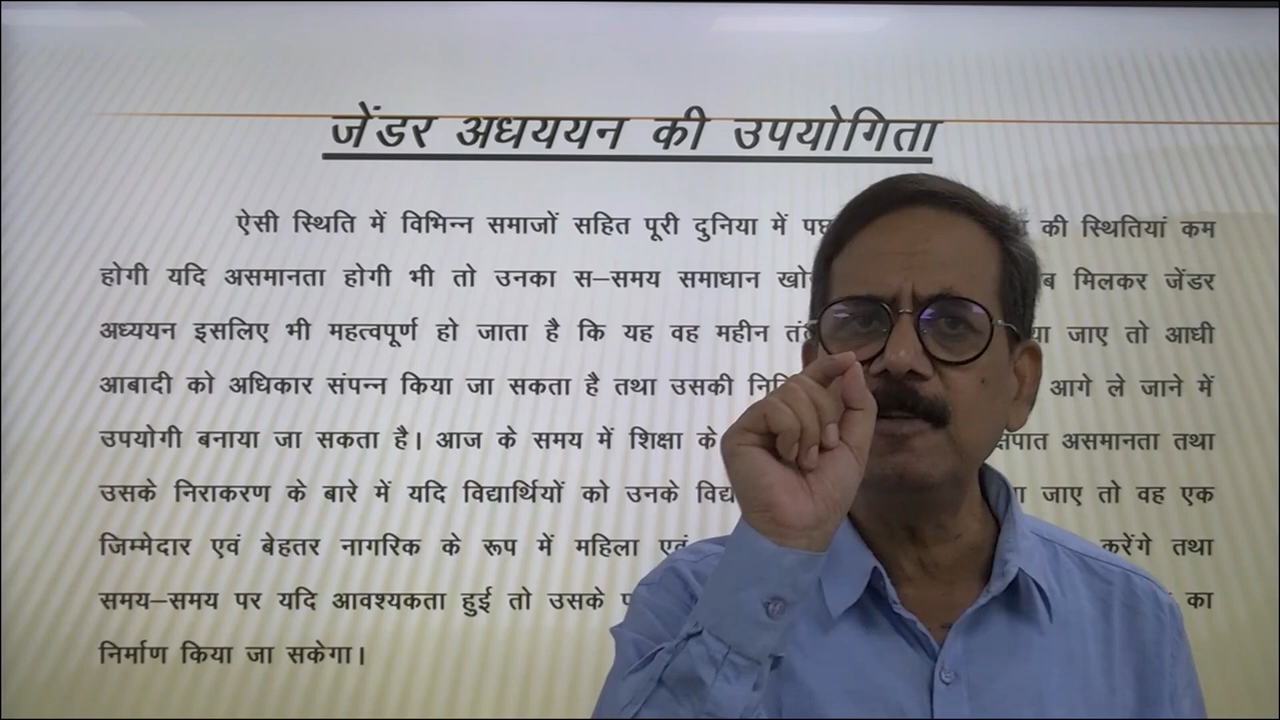 जेंडर अधययन की उपयोगिता
ऐसी स्थिति में विभिन्न समाजों सहित पूरी दुनिया में की स्थितियां कम
होगी यदि असमानता होगी भी तो उनका स–समय समाधान मिलकर जेंडर
अध्ययन इसलिए भी महत्वपूर्ण हो जाता है कि यह वह महीन जाए तो आधी
आबादी को अधिकार संपन्न किया जा सकता है तथा उसकी आगे ले जाने में
उपयोगी बनाया जा सकता है। आज के समय में शिक्षा के असमानता तथा
उसके निराकरण के बारे में यदि विद्यार्थियों को उनके जाए तो वह एक
जिम्मेदार एवं बेहतर नागरिक के रूप में महिला एवं करेंगे तथा
समय–समय पर यदि आवश्यकता हुई तो उसके का
निर्माण किया जा सकेगा।